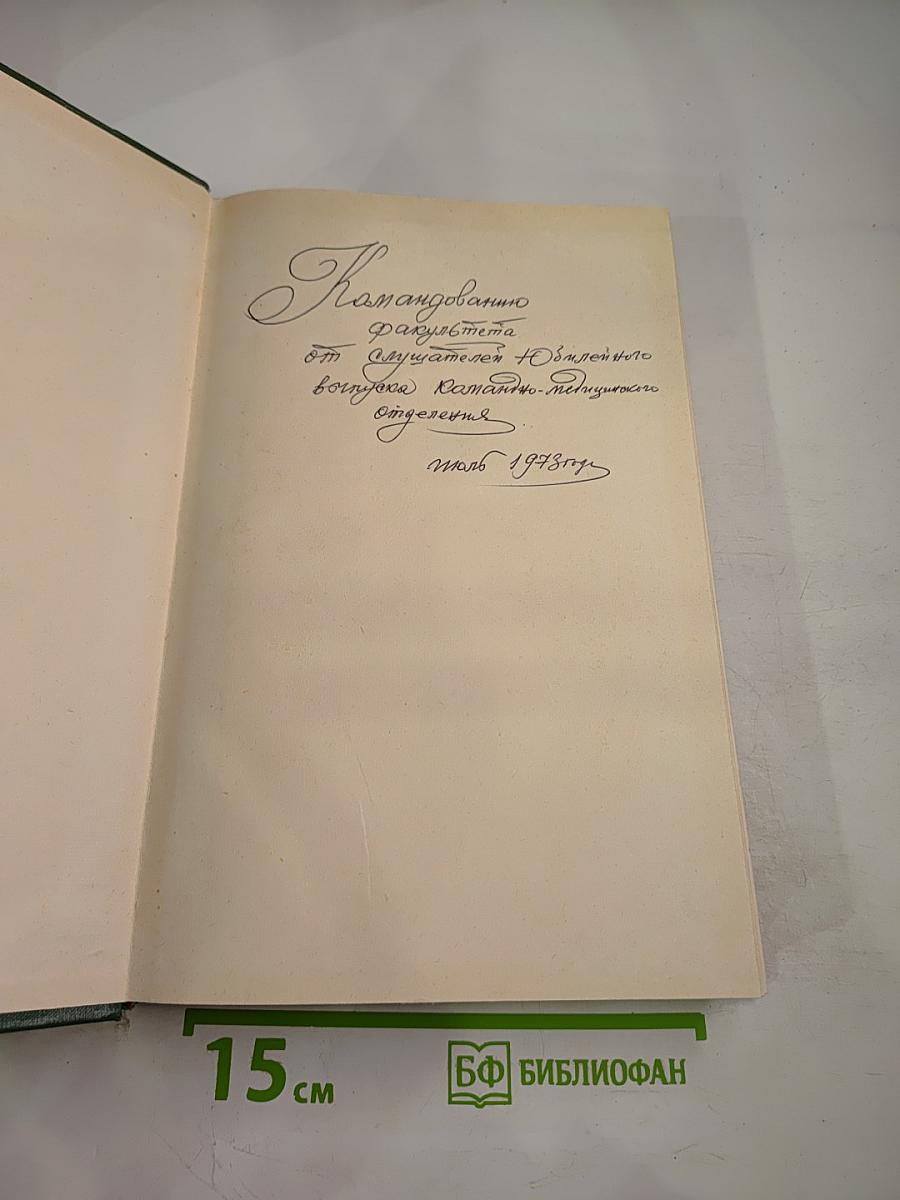 Командованию
факультета
от слушателей Юбилейного
выпуска командно-медицинского
отделения
июль 1973 года
15 см
БФ БИБЛИОФАН